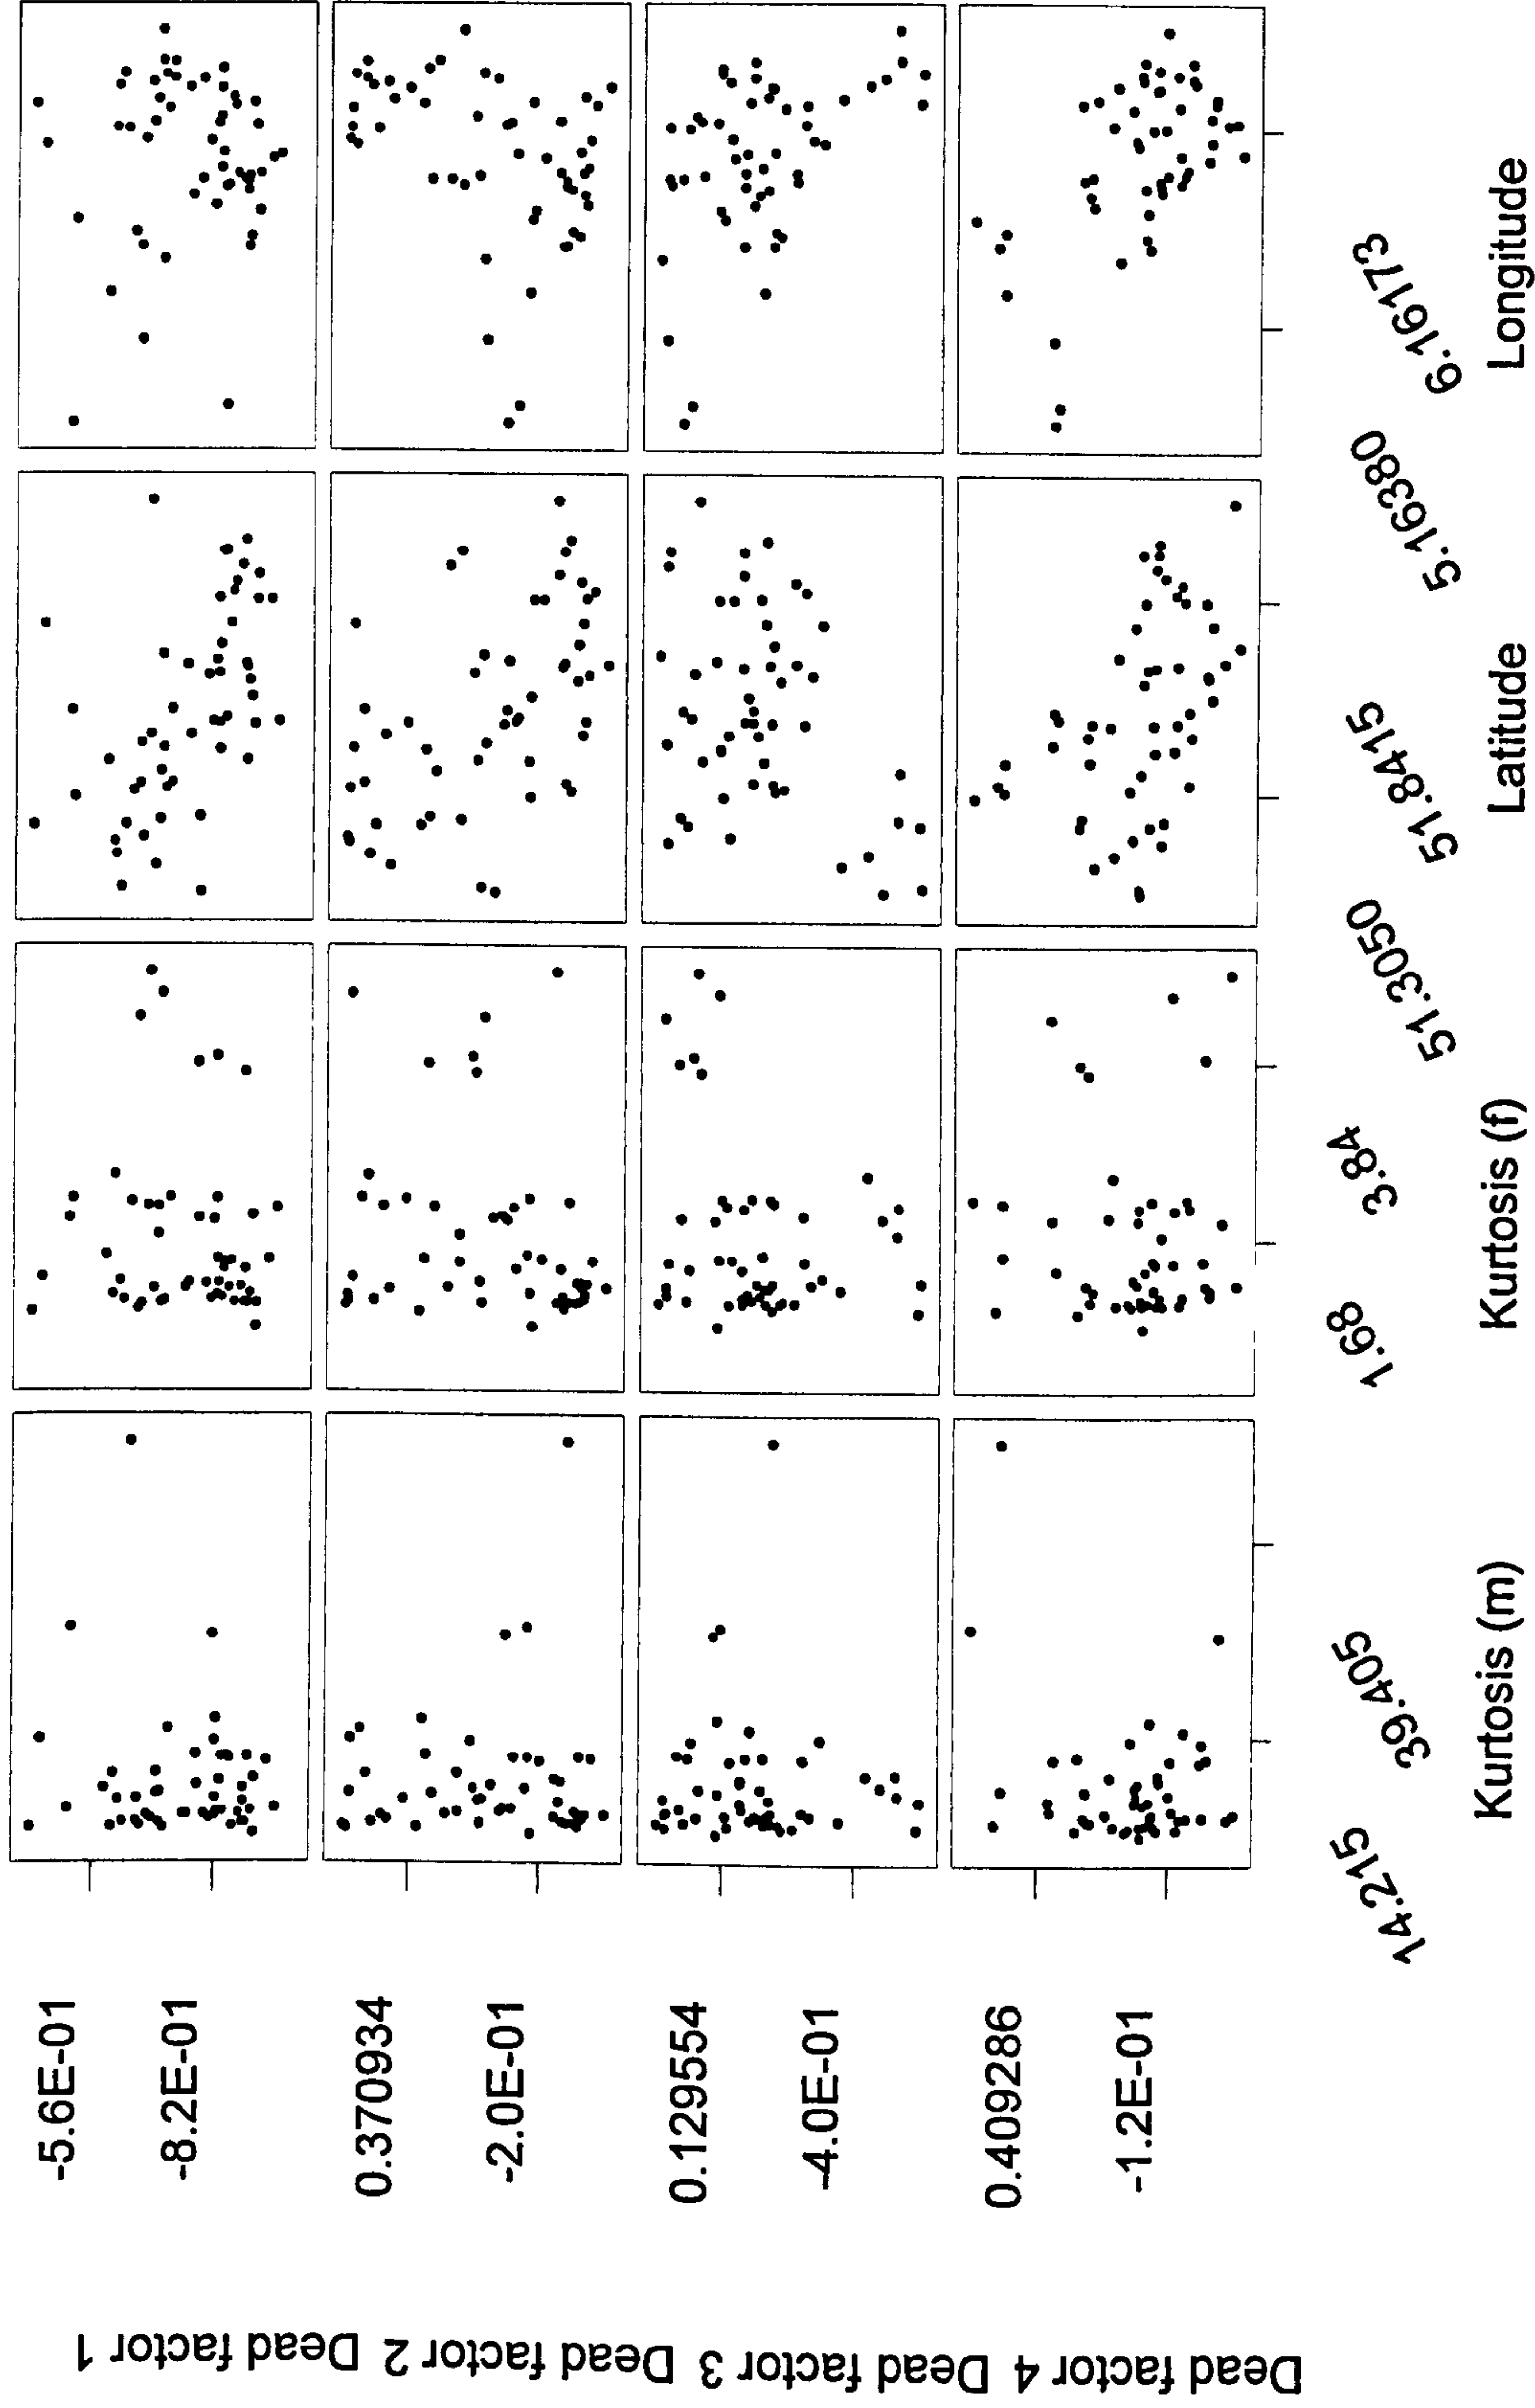 Dead factor 1
Dead factor 2
Dead factor 3
Dead factor 4
-5.6E-01
-8.2E-01
0.370934
-2.0E-01
0.129554
-4.0E-01
0.409286
-1.2E-01
14.215
39.405
1.68
3.84
51.3050
51.8415
5.16380
6.16173
Kurtosis (m)
Kurtosis (f)
Latitude
Longitude